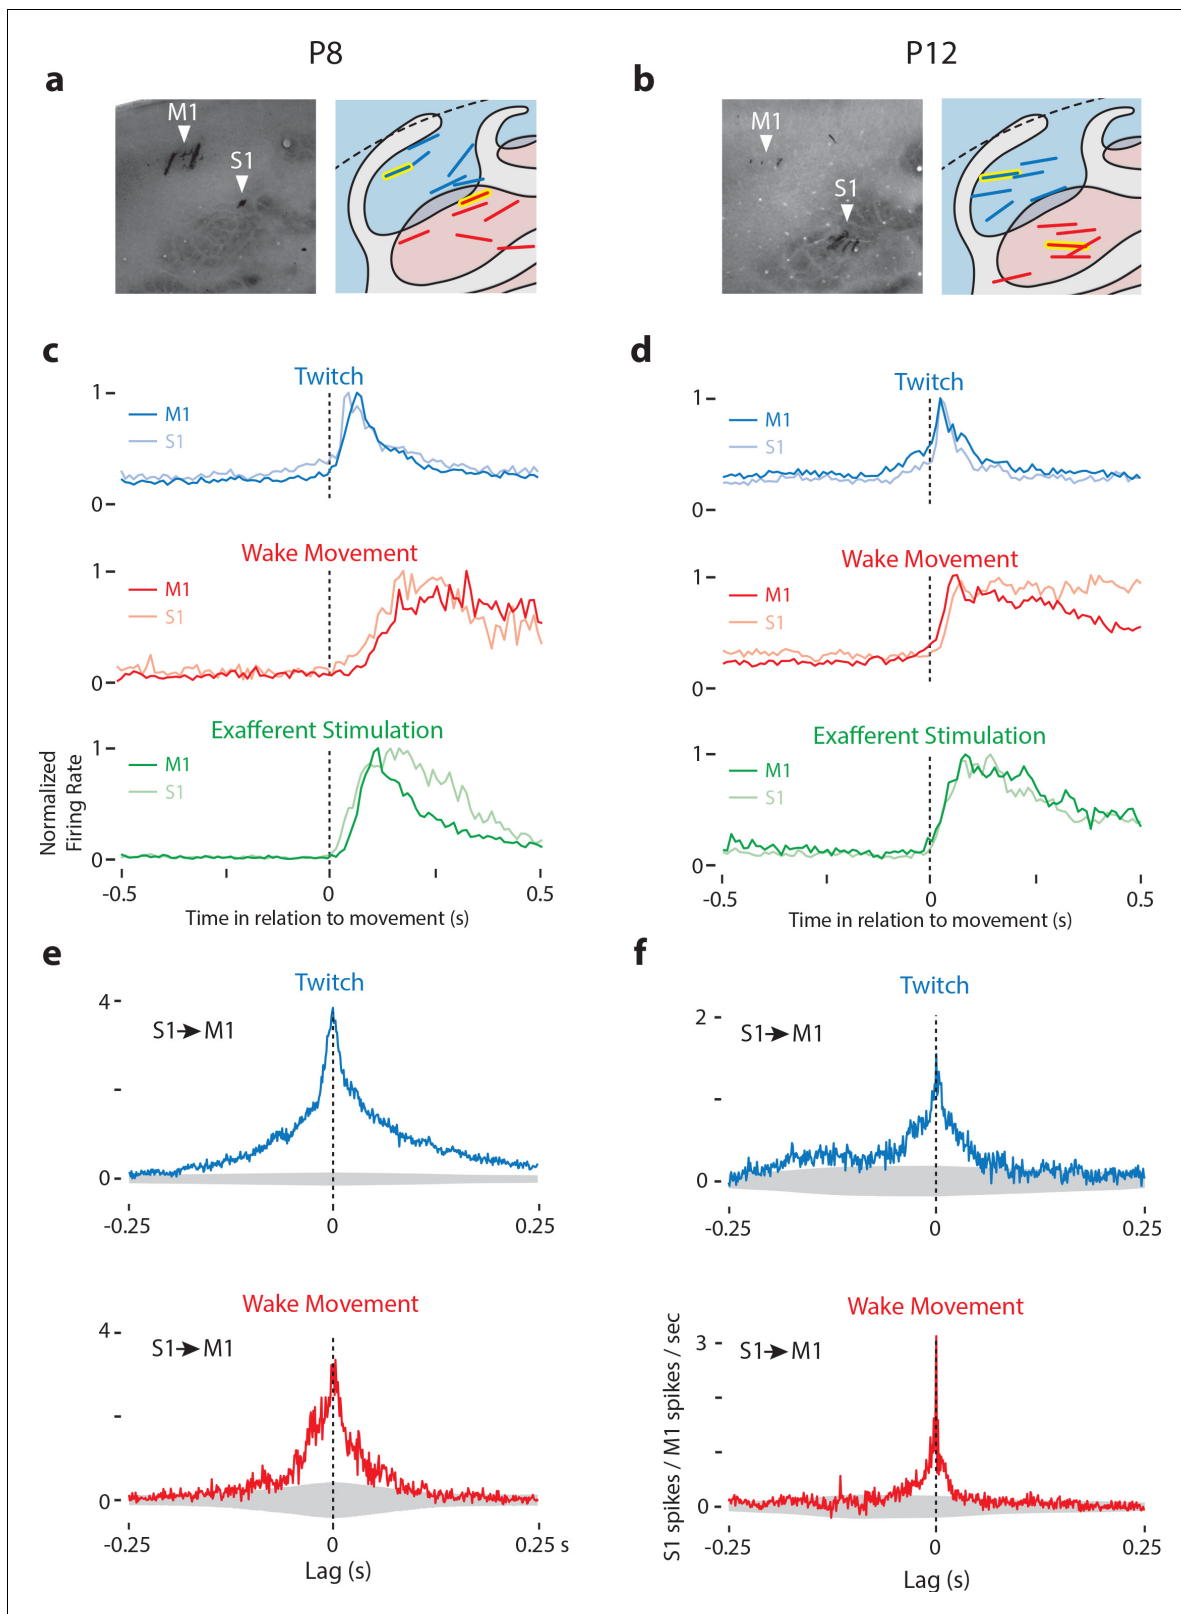 P8
P12
a
b
M1
S1
M1
S1
c
d
Twitch
1
M1
S1
0
Twitch
1
M1
S1
0
Wake Movement
1
M1
S1
0
Wake Movement
1
M1
S1
0
Exafferent Stimulation
1
M1
S1
0
Normalized
Firing Rate
-0.5
0
0.5
Time in relation to movement (s)
Exafferent Stimulation
1
M1
S1
0
-0.5
0
0.5
Time in relation to movement (s)
e
f
Twitch
4
S1→M1
0
-0.25
0
0.25
Twitch
2
S1→M1
0
-0.25
0
0.25
Wake Movement
4
S1→M1
0
-0.25
0
0.25 s
Lag (s)
Wake Movement
S1 spikes / M1 spikes / sec
3
S1→M1
0
-0.25
0
0.25
Lag (s)